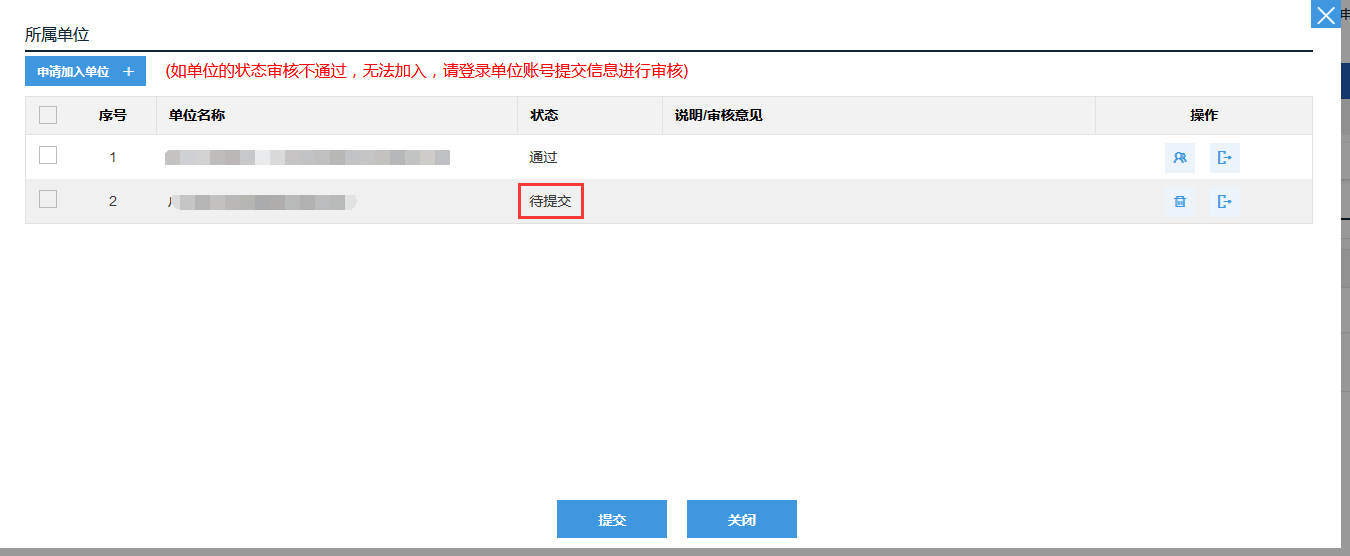 所属单位
申请加入单位 + (如单位的状态审核不通过，无法加入，请登录单位账号提交信息进行审核)
序号 单位名称 状态 说明/审核意见 操作
1 通过
2 待提交
提交 关闭